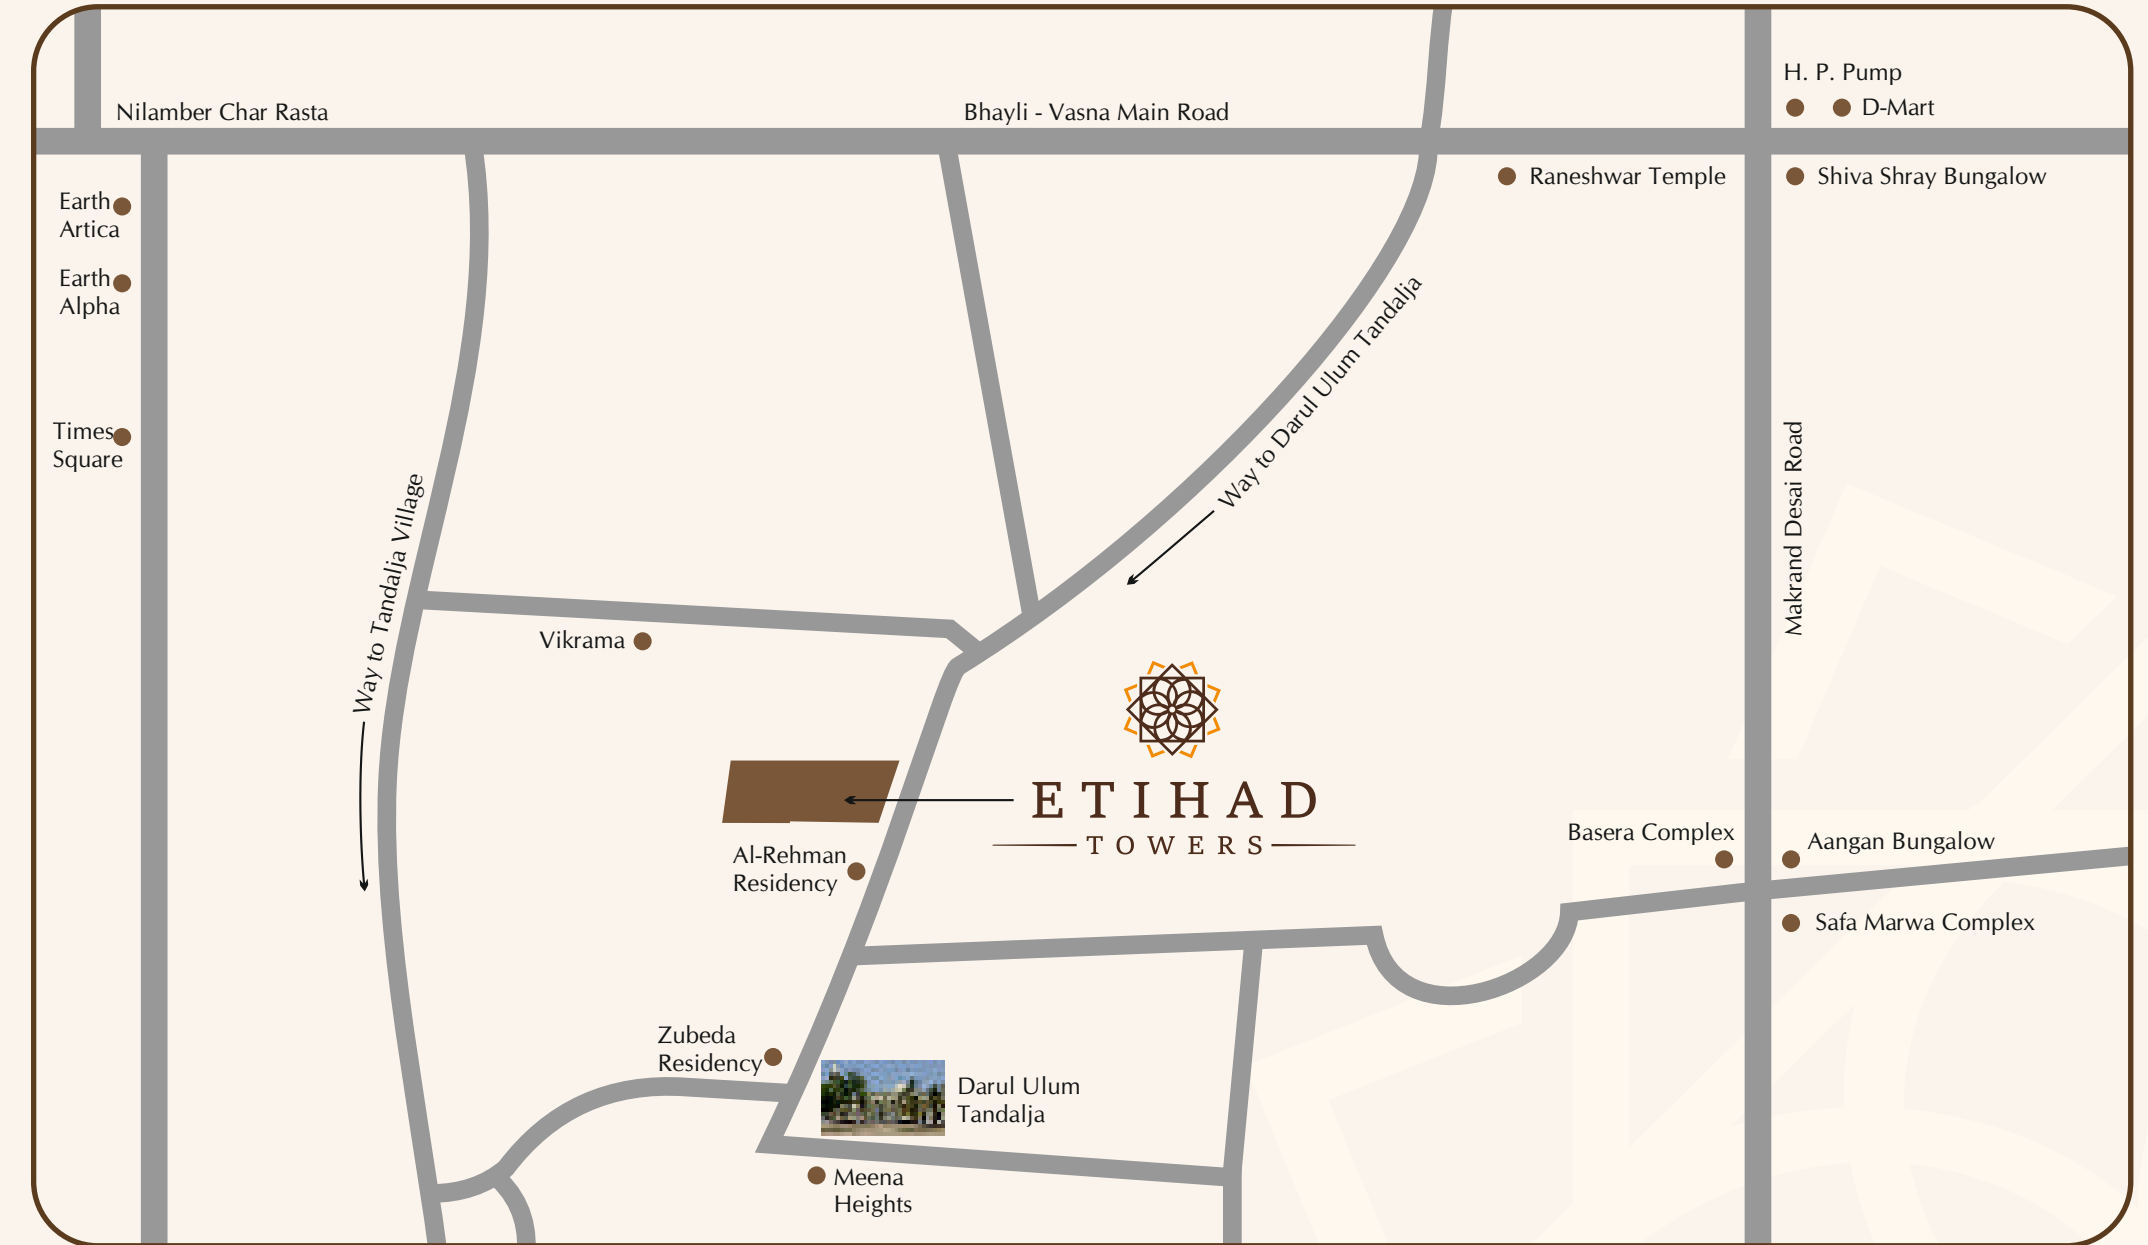 H. P. Pump
Nilamber Char Rasta
Bhayli - Vasna Main Road
D-Mart
Raneshwar Temple
Shiva Shray Bungalow
Earth
Artica
Earth
Alpha
Times
Square
Way to Tandalja Village
Way to Darul Ulum Tandalja
Makrand Desai Road
Vikrama
ETIHAD
TOWERS
Al-Rehman
Residency
Basera Complex
Aangan Bungalow
Safa Marwa Complex
Zubeda
Residency
Darul Ulum
Tandalja
Meena
Heights